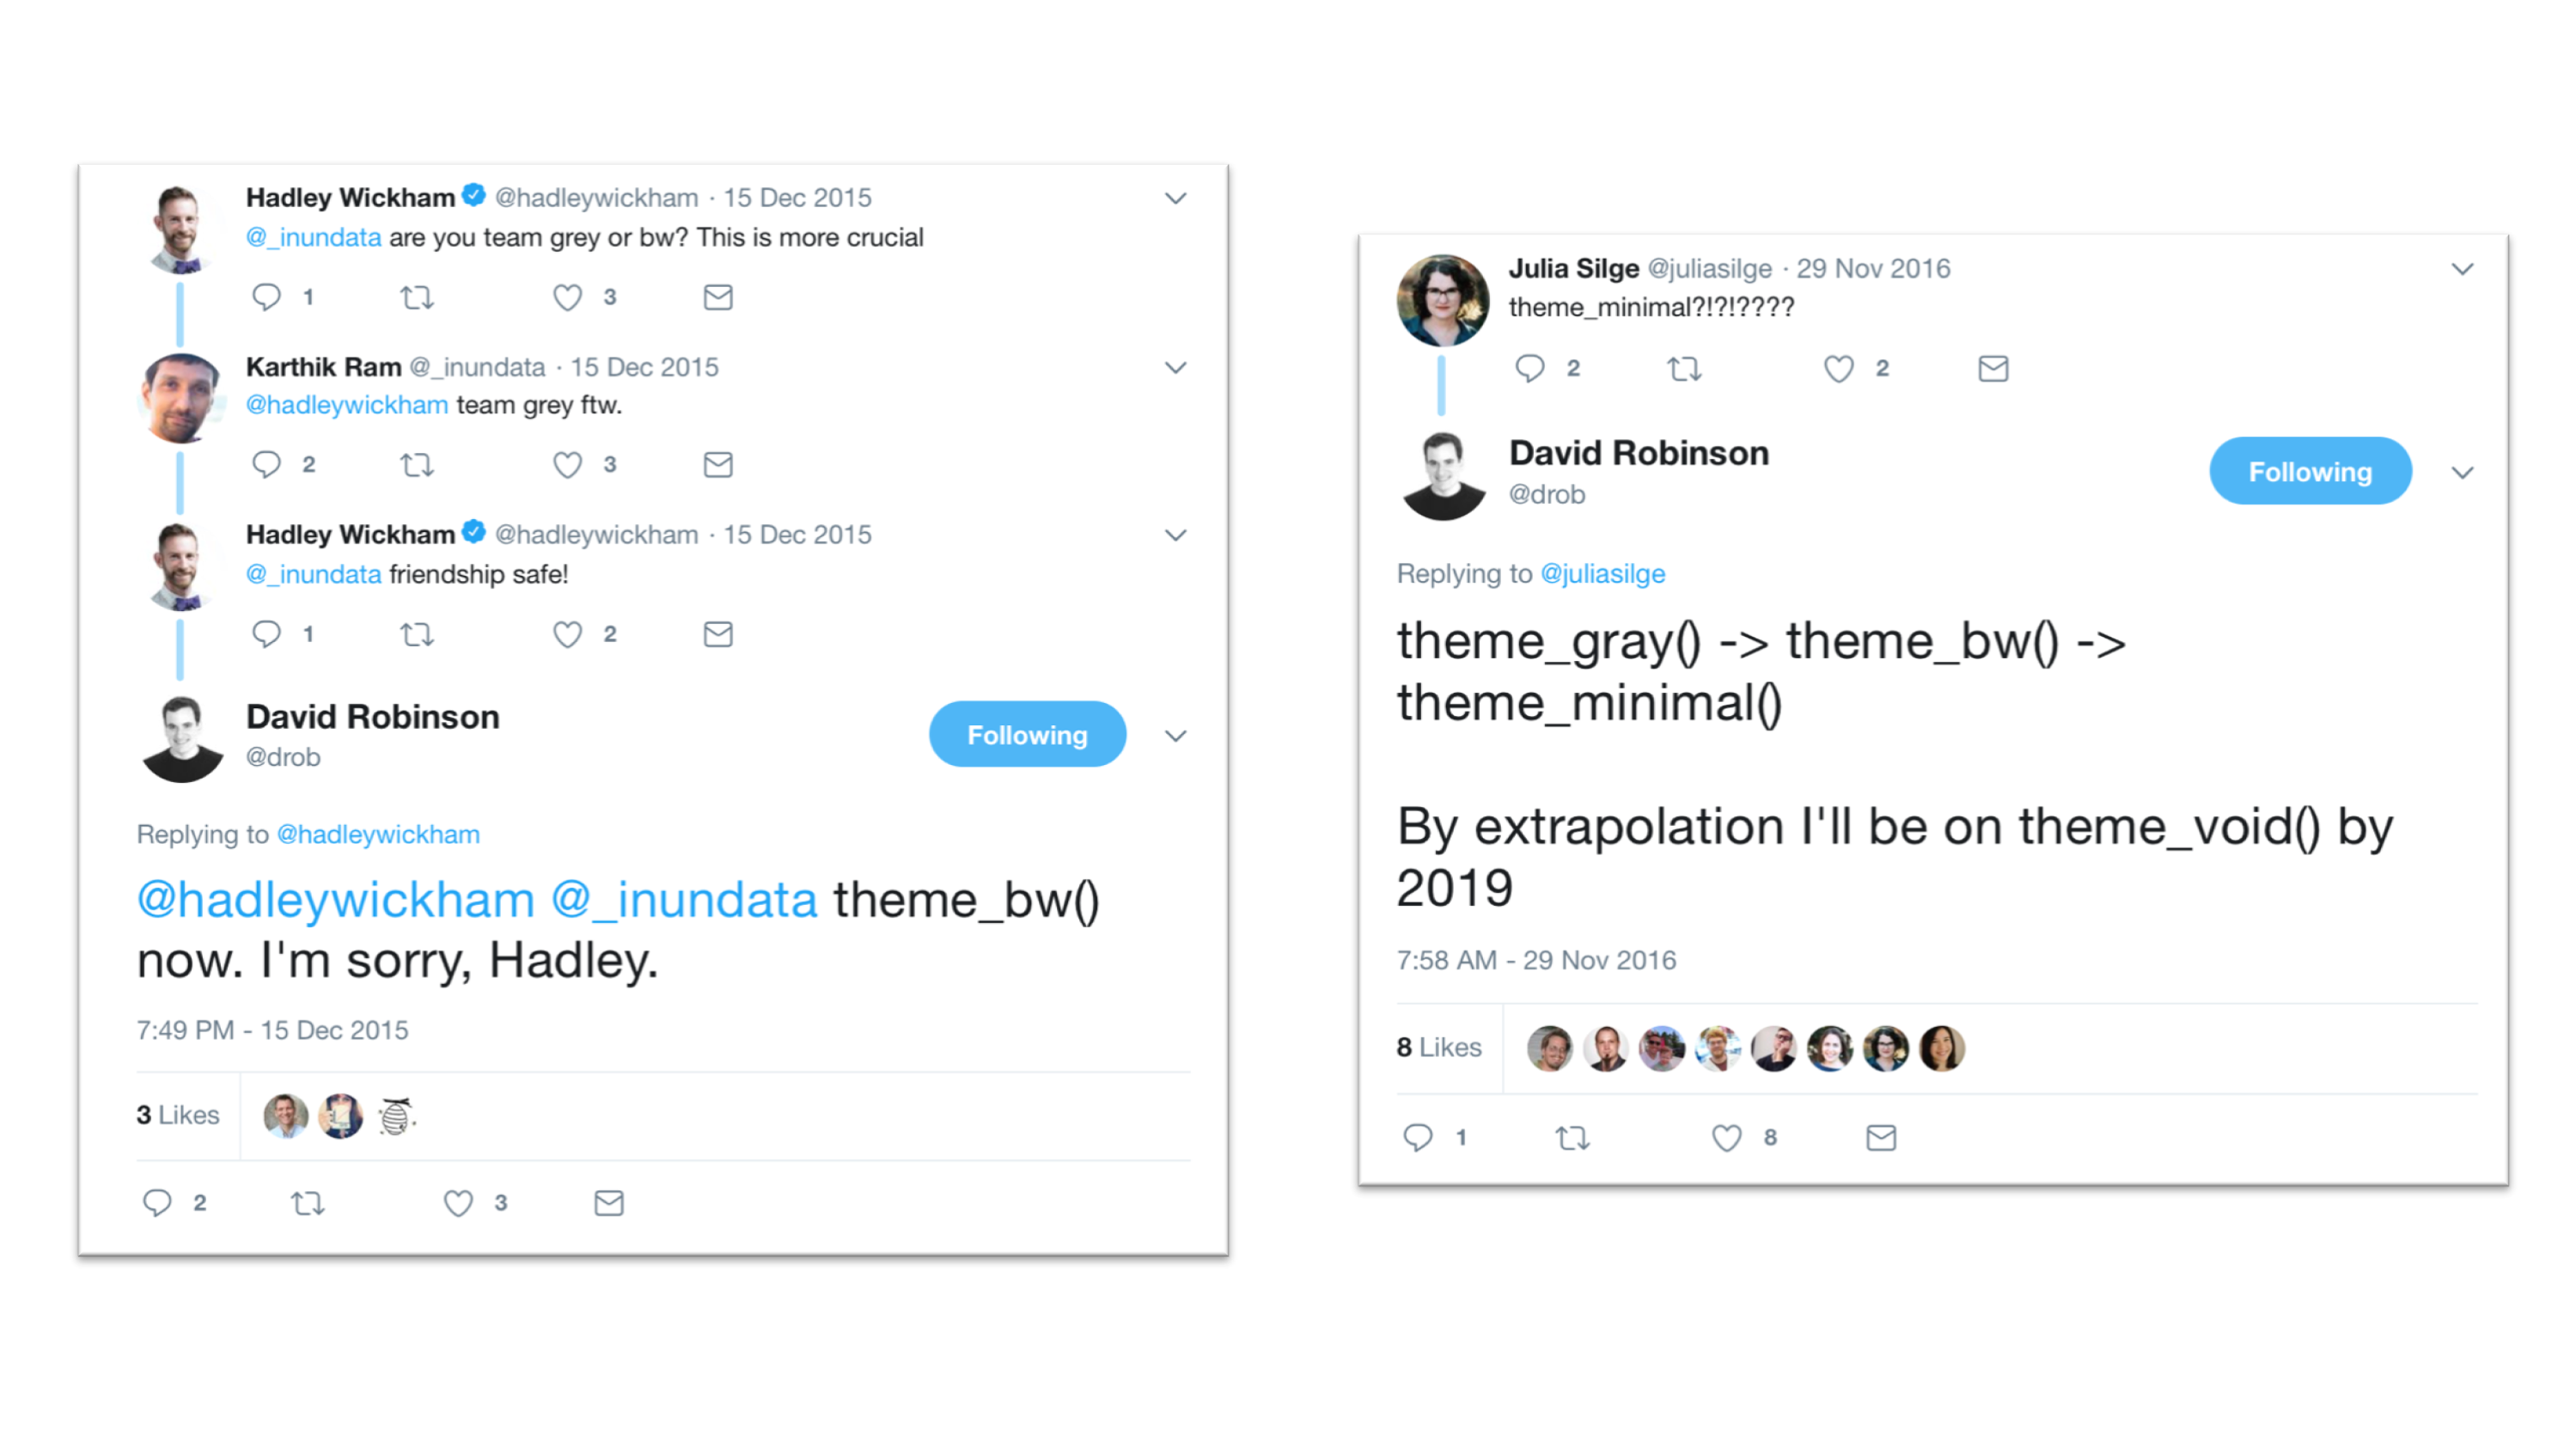 Hadley Wickham @hadleywickham · 15 Dec 2015
@_inundata are you team grey or bw? This is more crucial
1 3
Karthik Ram @_inundata · 15 Dec 2015
@hadleywickham team grey ftw.
2 3
Hadley Wickham @hadleywickham · 15 Dec 2015
@_inundata friendship safe!
1 2
David Robinson
@drob
Following
Replying to @hadleywickham
@hadleywickham @_inundata theme_bw()
now. I'm sorry, Hadley.
7:49 PM - 15 Dec 2015
3 Likes
2 3
Julia Silge @juliasilge · 29 Nov 2016
theme_minimal?!?!????
2 2
David Robinson
@drob
Following
Replying to @juliasilge
theme_gray() -> theme_bw() ->
theme_minimal()
By extrapolation I'll be on theme_void() by
2019
7:58 AM - 29 Nov 2016
8 Likes
1 8